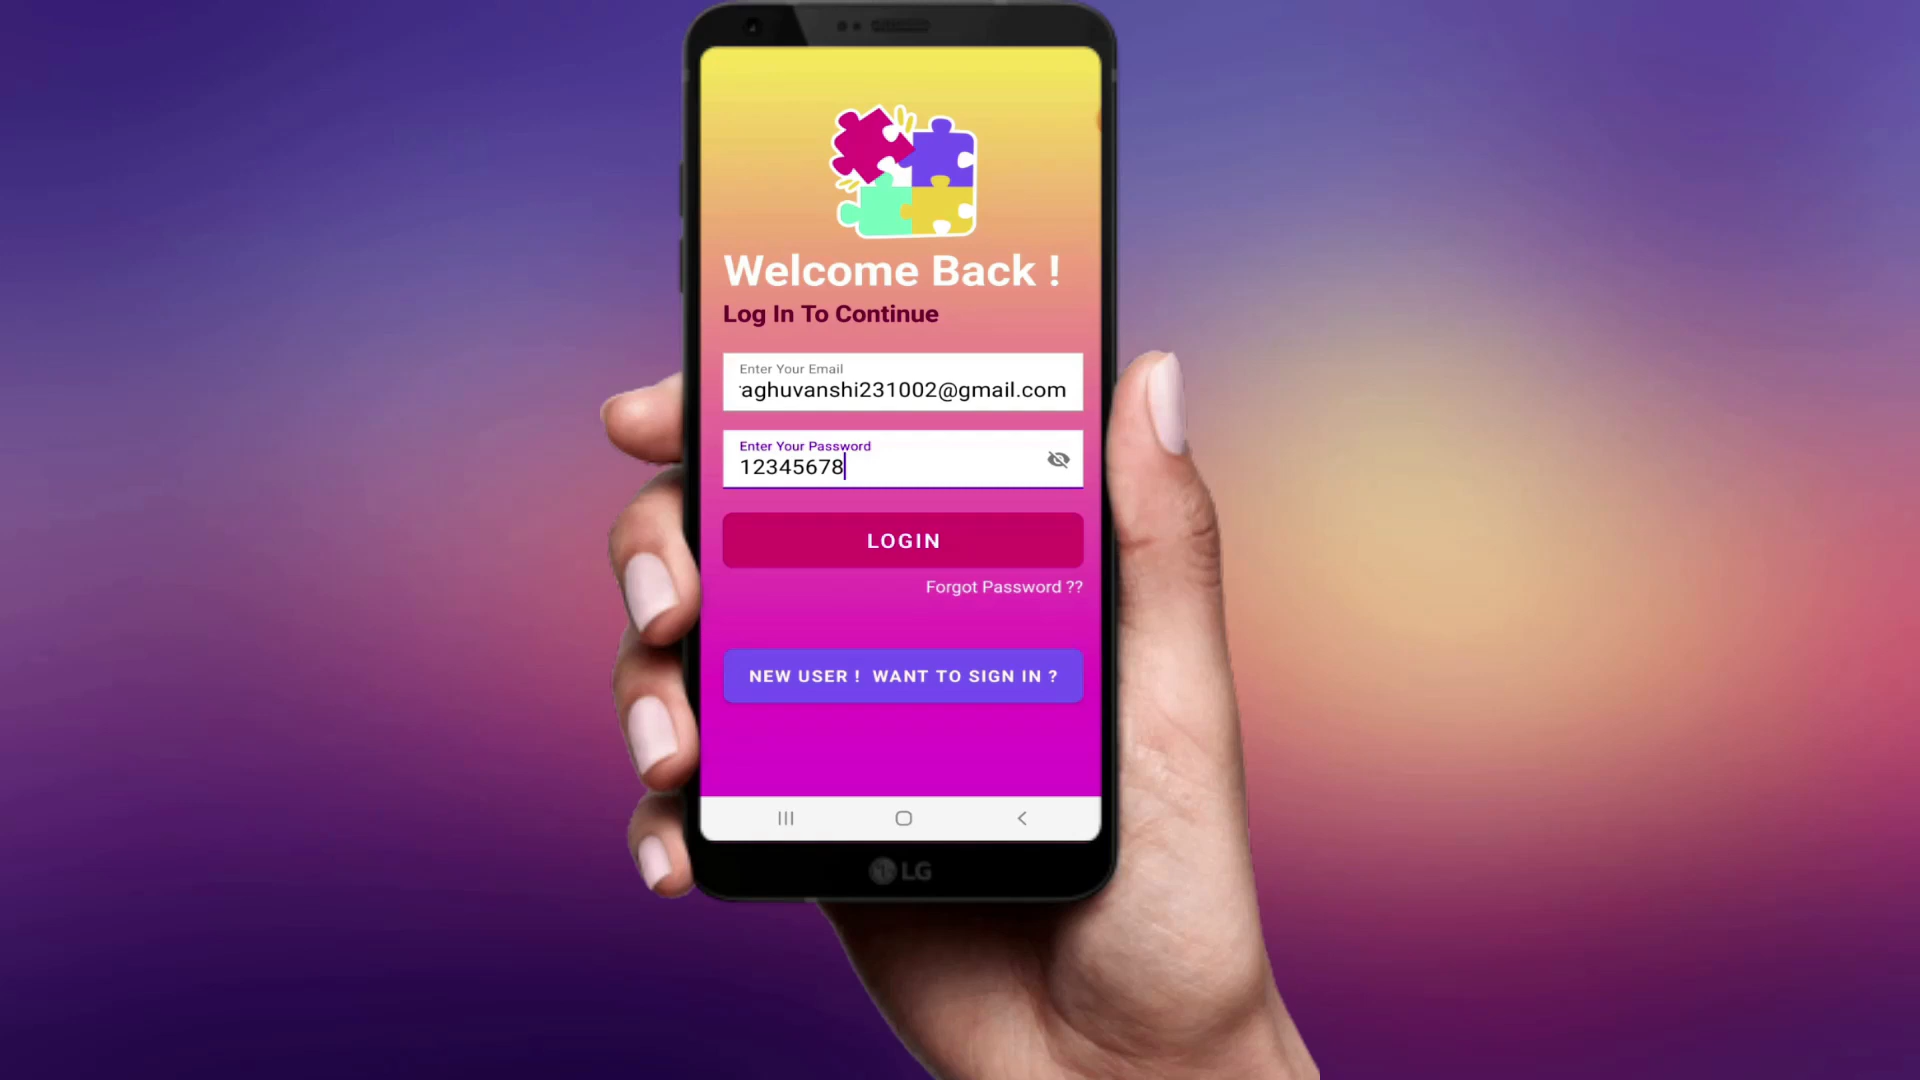 Welcome Back !
Log In To Continue
Enter Your Email
raghuvanshi231002@gmail.com
Enter Your Password
12345678
LOGIN
Forgot Password ??
NEW USER ! WANT TO SIGN IN ?
LG